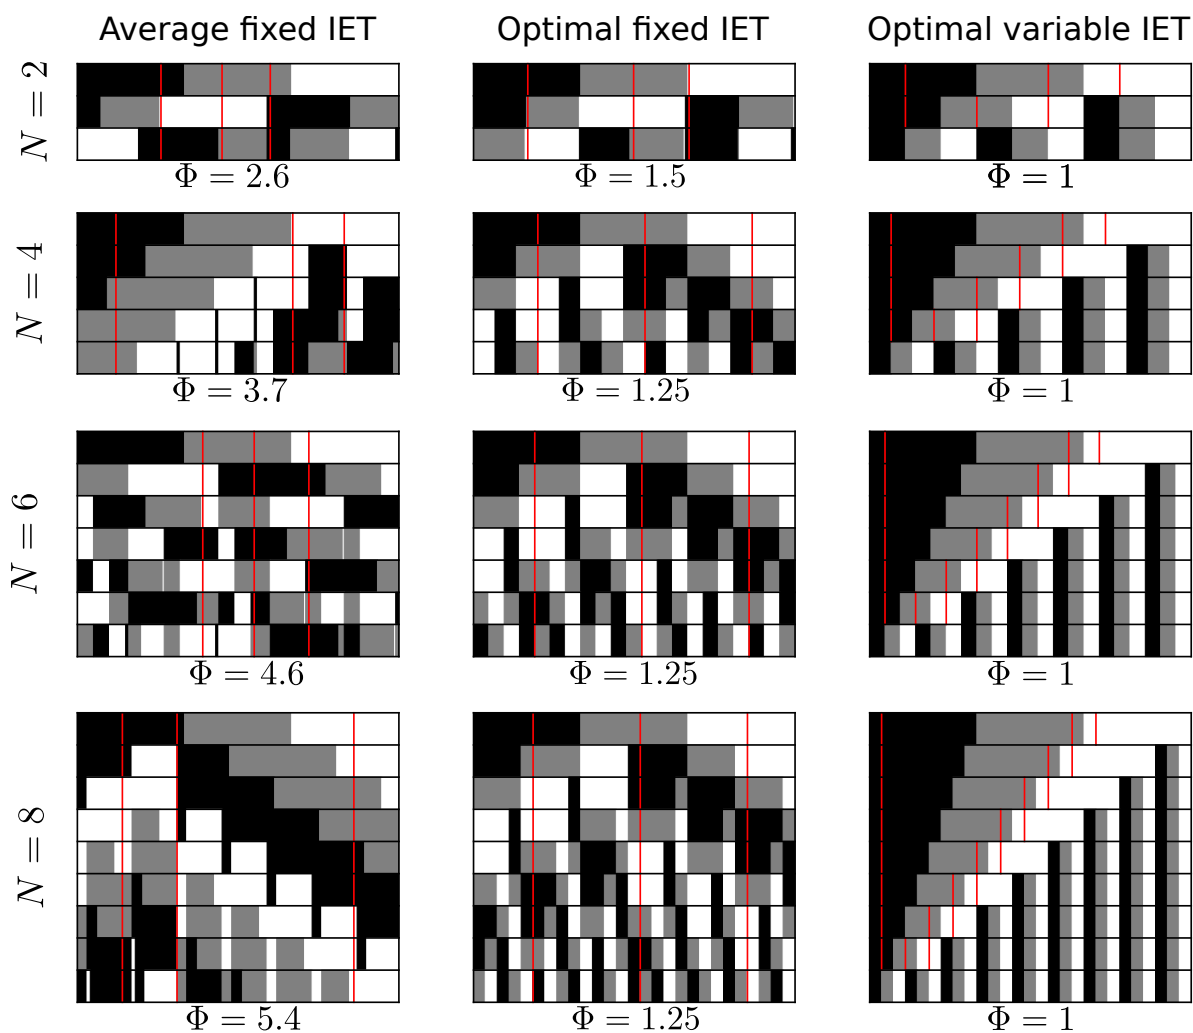 Average fixed IET Optimal fixed IET Optimal variable IET
N = 2
Φ = 2.6 Φ = 1.5 Φ = 1
N = 4
Φ = 3.7 Φ = 1.25 Φ = 1
N = 6
Φ = 4.6 Φ = 1.25 Φ = 1
N = 8
Φ = 5.4 Φ = 1.25 Φ = 1